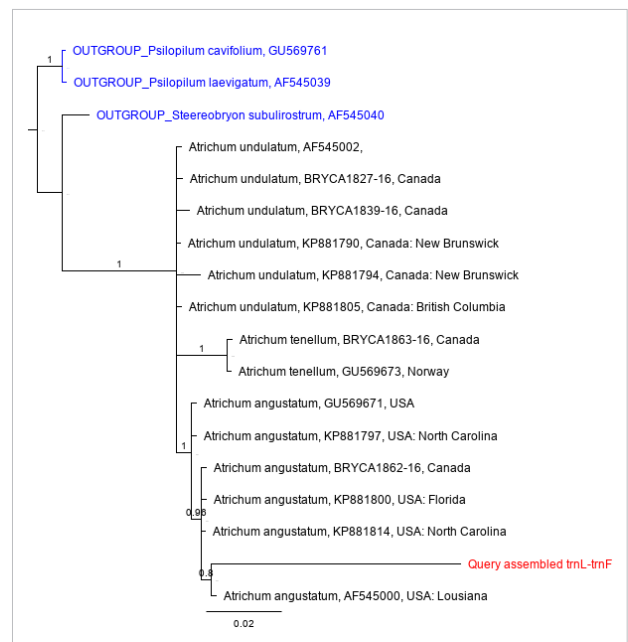 OUTGROUP_Psilopilum cavifolium, GU569761
1
OUTGROUP_Psilopilum laevigatum, AF545039
OUTGROUP_Steereobryon subulirostrum, AF545040
Atrichum undulatum, AF545002,
Atrichum undulatum, BRYCA1827-16, Canada
Atrichum undulatum, BRYCA1839-16, Canada
Atrichum undulatum, KP881790, Canada: New Brunswick
1
Atrichum undulatum, KP881794, Canada: New Brunswick
Atrichum undulatum, KP881805, Canada: British Columbia
Atrichum tenellum, BRYCA1863-16, Canada
1
Atrichum tenellum, GU569673, Norway
Atrichum angustatum, GU569671, USA
Atrichum angustatum, KP881797, USA: North Carolina
1
Atrichum angustatum, BRYCA1862-16, Canada
Atrichum angustatum, KP881800, USA: Florida
0.96
Atrichum angustatum, KP881814, USA: North Carolina
Query assembled trnL-trnF
0.8
Atrichum angustatum, AF545000, USA: Lousiana
0.02